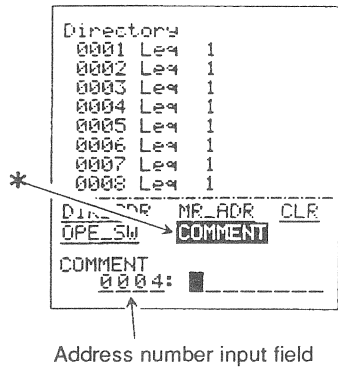 Directory
0001 Leq 1
0002 Leq 1
0003 Leq 1
0004 Leq 1
0005 Leq 1
0006 Leq 1
0007 Leq 1
0008 Leq 1
*
DIR_ADR MR_ADR CLR
OPE_SW COMMENT
COMMENT
0004:
Address number input field